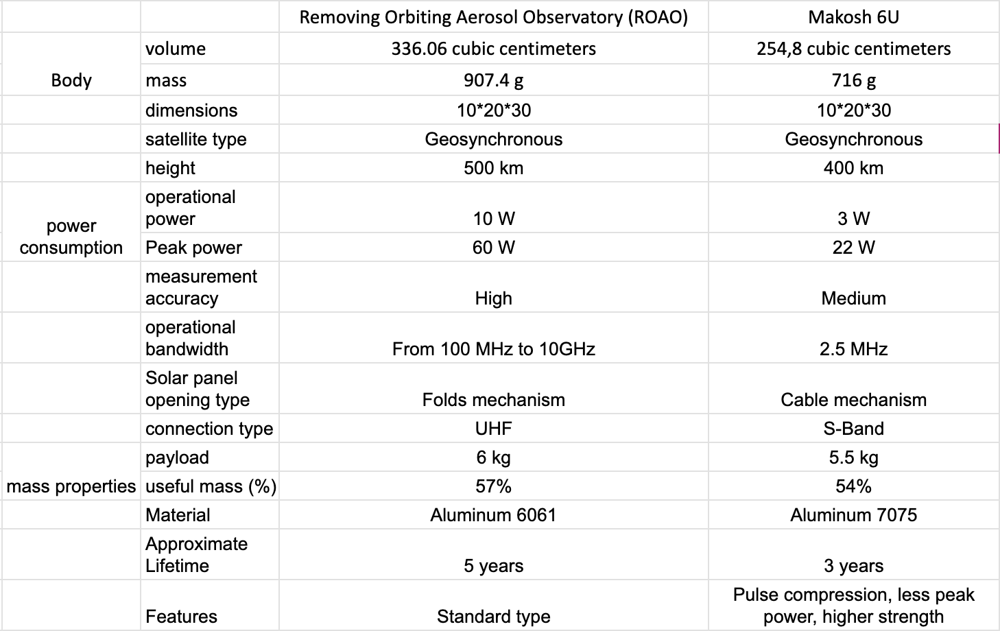 Removing Orbiting Aerosol Observatory (ROAO) Makosh 6U
volume 336.06 cubic centimeters 254,8 cubic centimeters
Body mass 907.4 g 716 g
dimensions 10*20*30 10*20*30
satellite type Geosynchronous Geosynchronous
height 500 km 400 km
operational
power 10 W 3 W
power
consumption Peak power 60 W 22 W
measurement
accuracy High Medium
operational
bandwidth From 100 MHz to 10GHz 2.5 MHz
Solar panel
opening type Folds mechanism Cable mechanism
connection type UHF S-Band
payload 6 kg 5.5 kg
mass properties useful mass (%) 57% 54%
Material Aluminum 6061 Aluminum 7075
Approximate
Lifetime 5 years 3 years
Features Standard type Pulse compression, less peak
power, higher strength